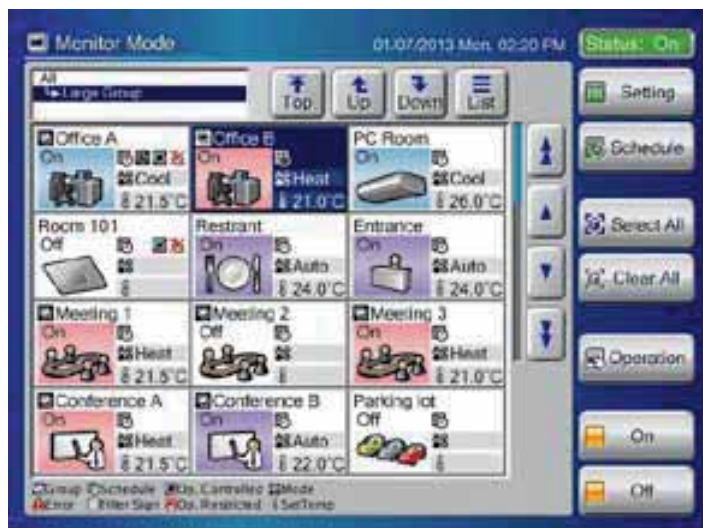 Monitor Mode
01/07/2013 Mon. 02:20 PM
Status: On
All
Large Group
Top
Up
Down
List
Setting
Schedule
Select All
Clear All
Operation
On
Off
Office A
On
Cool
21.5°C
Office B
On
Heat
21.0°C
PC Room
On
Cool
26.0°C
Room 101
Off
Restrant
On
Auto
24.0°C
Entrance
On
Auto
24.0°C
Meeting 1
On
Heat
21.5°C
Meeting 2
Off
Meeting 3
On
Heat
21.0°C
Conference A
On
Heat
21.5°C
Conference B
On
Auto
22.0°C
Parking lot
Off
Group Schedule Op. Controlled Mode
Error Filter Sign Op. Restricted SetTemp